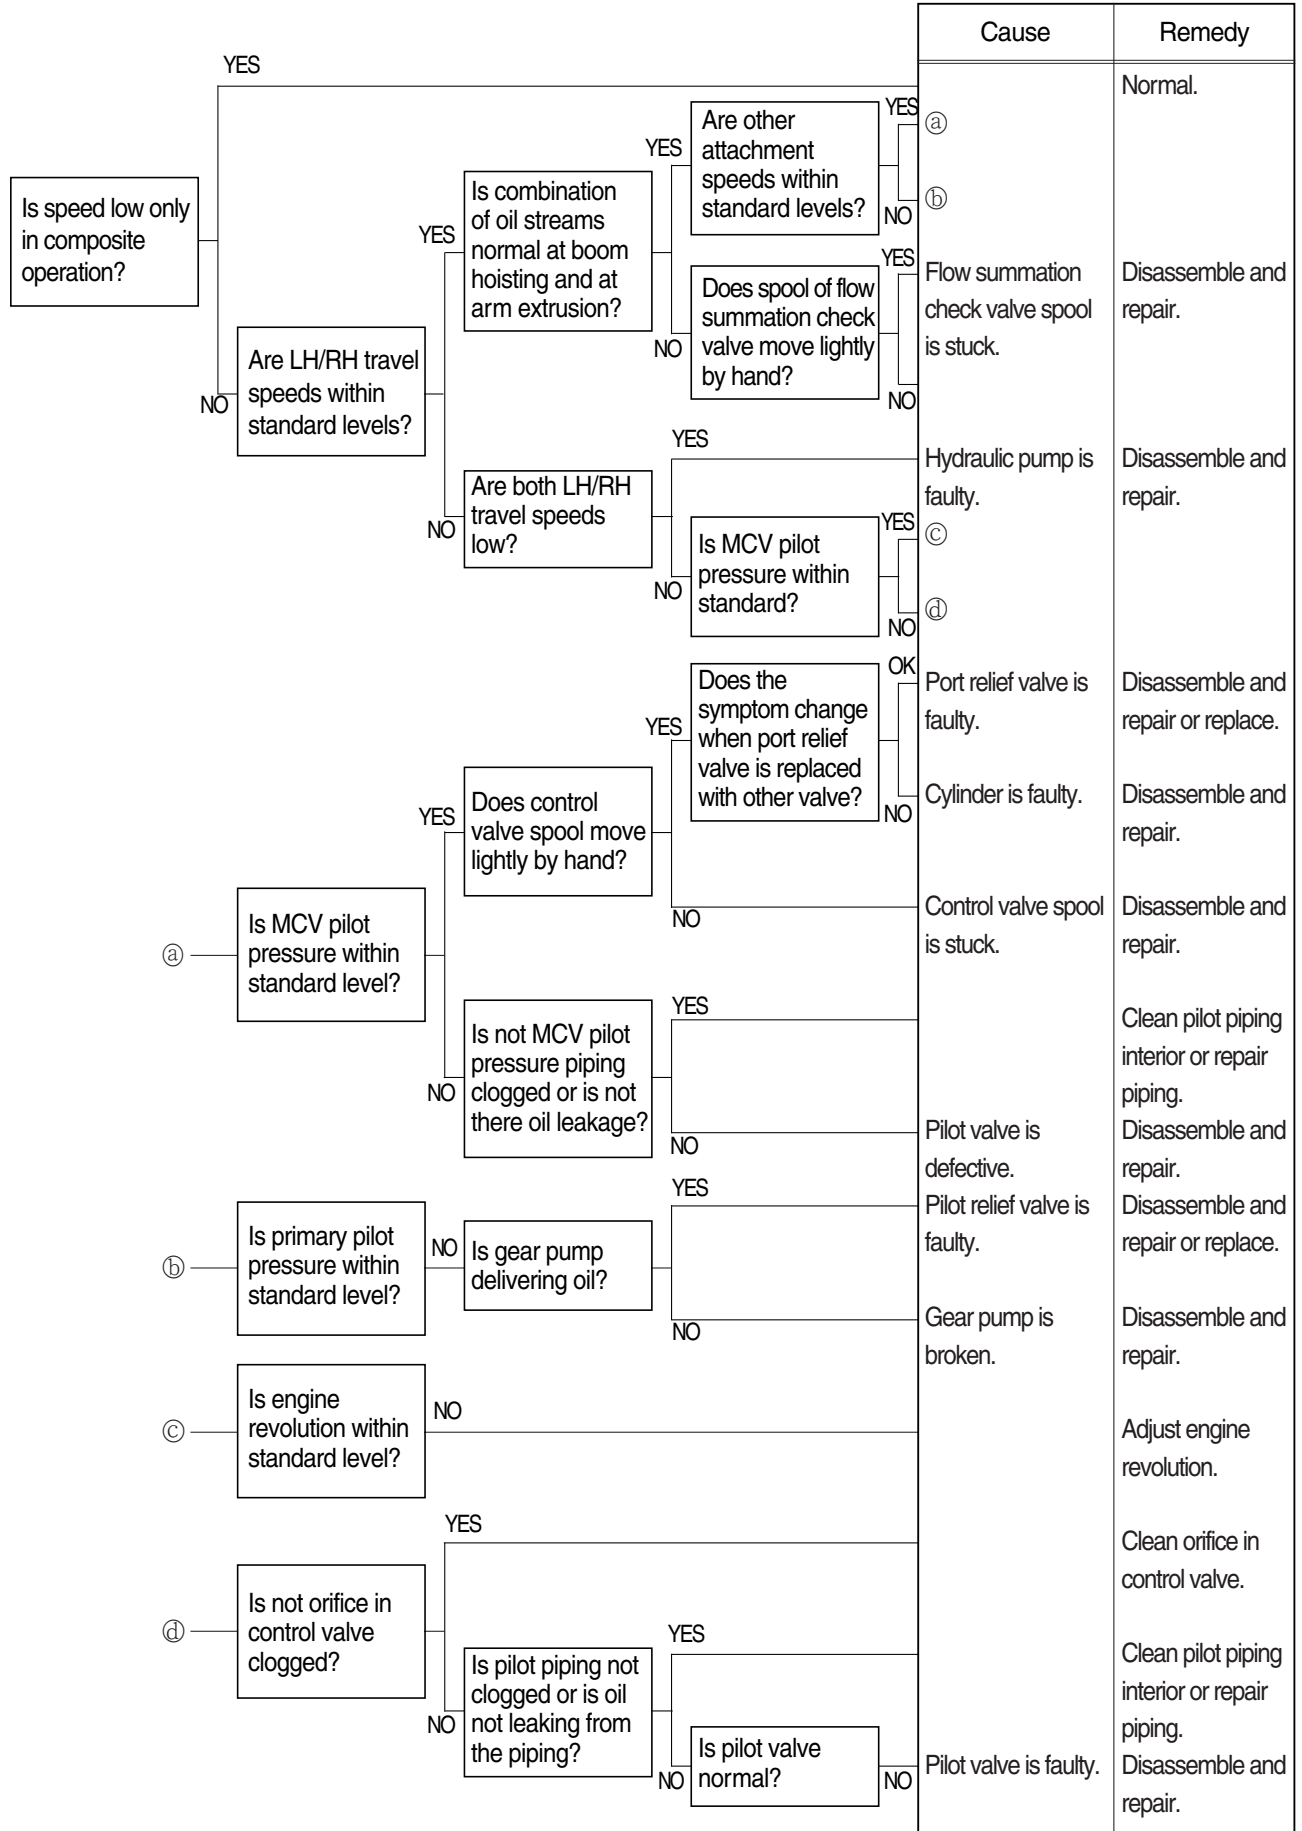 Cause
Remedy
YES
Normal.
Is speed low only
in composite
operation?
NO
Are LH/RH travel
speeds within
standard levels?
YES
Is combination
of oil streams
normal at boom
hoisting and at
arm extrusion?
YES
Are other
attachment
speeds within
standard levels?
YES
ⓐ
NO
ⓑ
NO
Does spool of flow
summation check
valve move lightly
by hand?
YES
NO
Flow summation
check valve spool
is stuck.
Disassemble and
repair.
NO
Are both LH/RH
travel speeds
low?
YES
Hydraulic pump is
faulty.
Disassemble and
repair.
NO
Is MCV pilot
pressure within
standard?
YES
ⓒ
NO
ⓓ
ⓐ
Is MCV pilot
pressure within
standard level?
YES
Does control
valve spool move
lightly by hand?
YES
Does the
symptom change
when port relief
valve is replaced
with other valve?
OK
Port relief valve is
faulty.
Disassemble and
repair or replace.
NO
Cylinder is faulty.
Disassemble and
repair.
NO
Control valve spool
is stuck.
Disassemble and
repair.
NO
Is not MCV pilot
pressure piping
clogged or is not
there oil leakage?
YES
Clean pilot piping
interior or repair
piping.
NO
Pilot valve is
defective.
Disassemble and
repair.
ⓑ
Is primary pilot
pressure within
standard level?
NO
Is gear pump
delivering oil?
YES
Pilot relief valve is
faulty.
Disassemble and
repair or replace.
NO
Gear pump is
broken.
Disassemble and
repair.
ⓒ
Is engine
revolution within
standard level?
NO
Adjust engine
revolution.
ⓓ
Is not orifice in
control valve
clogged?
YES
Clean orifice in
control valve.
NO
Is pilot piping not
clogged or is oil
not leaking from
the piping?
YES
Clean pilot piping
interior or repair
piping.
NO
Is pilot valve
normal?
NO
Pilot valve is faulty.
Disassemble and
repair.